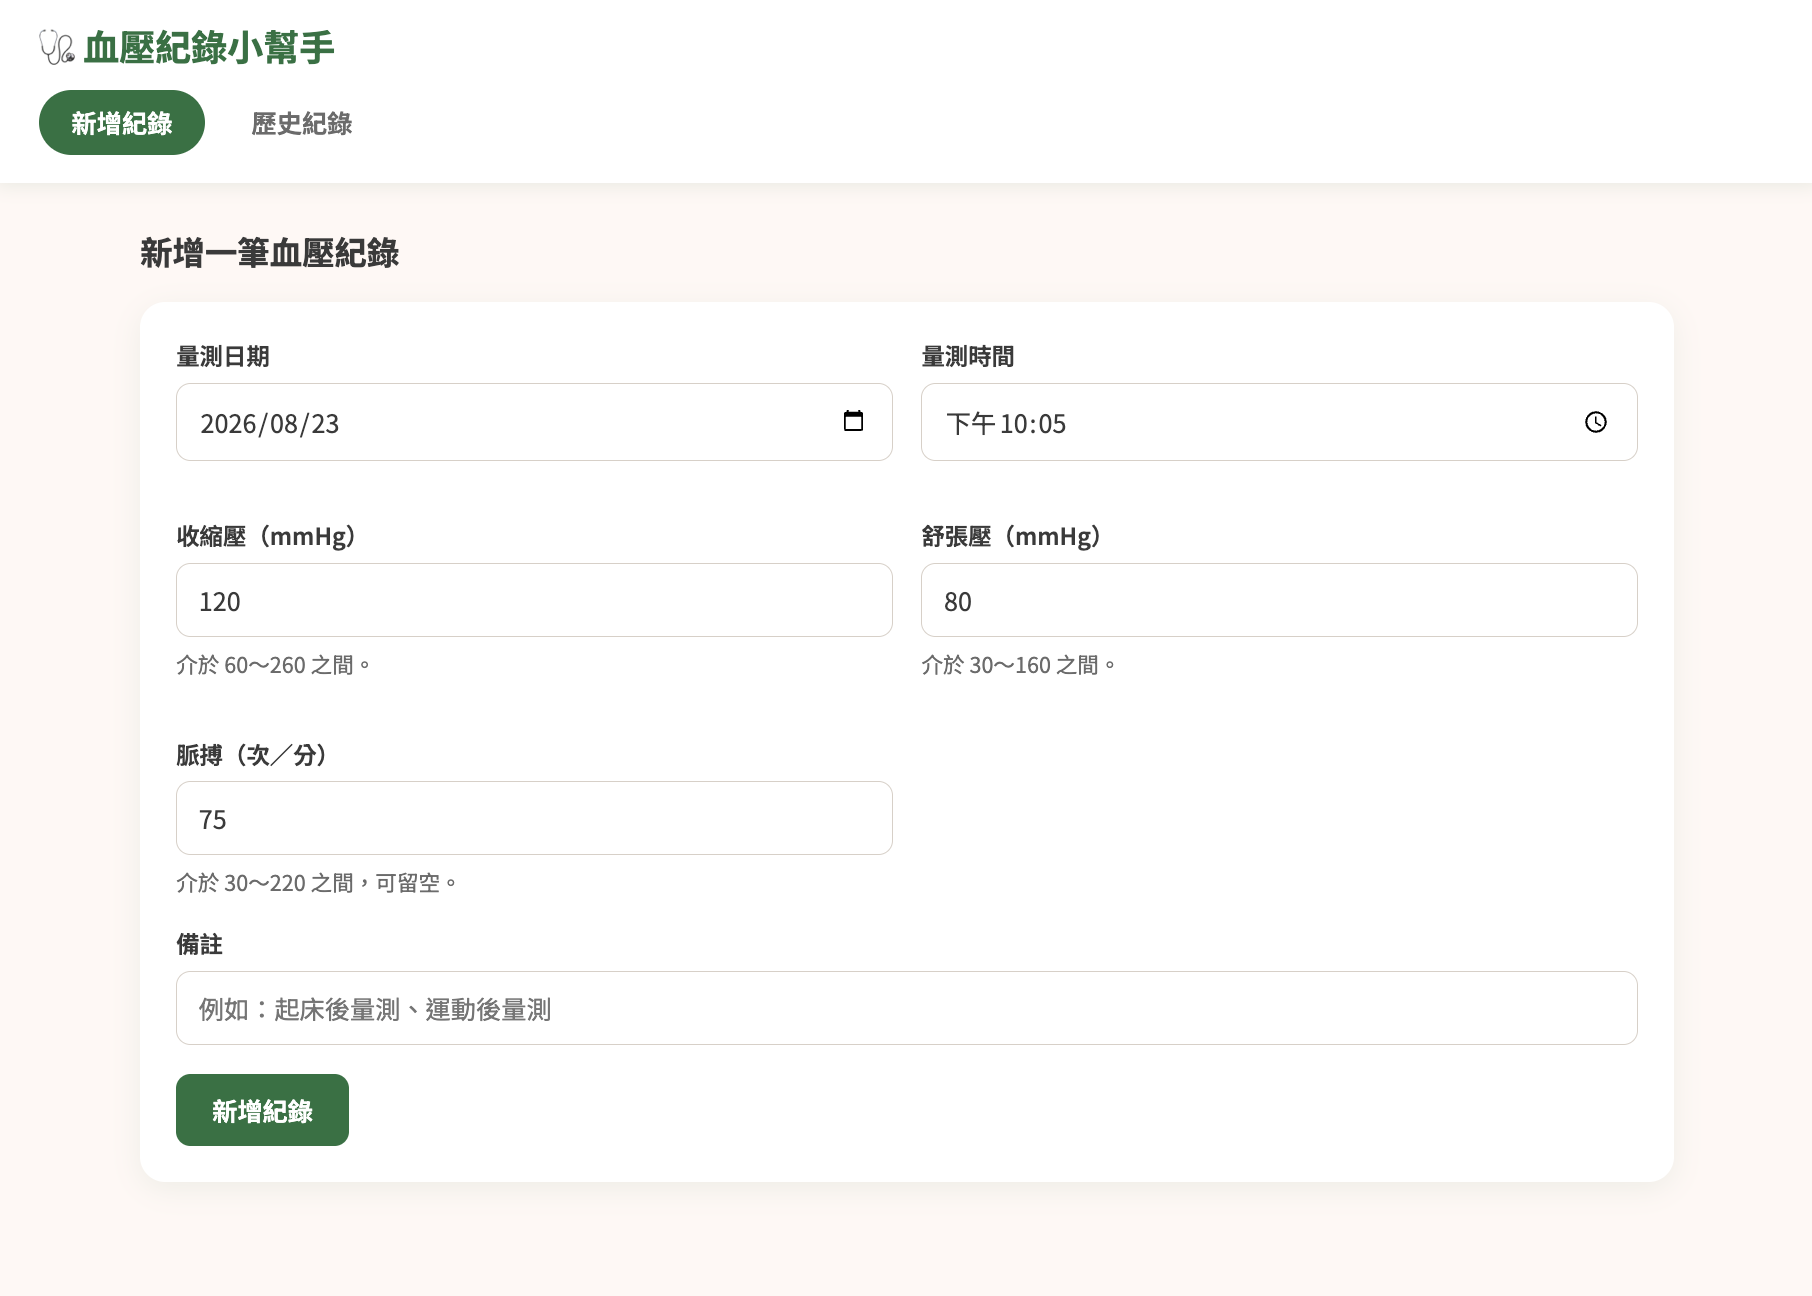 血壓紀錄小幫手
新增紀錄 歷史紀錄
新增一筆血壓紀錄
量測日期 量測時間
2026/08/23 下午 10:05
收縮壓（mmHg） 舒張壓（mmHg）
120 80
介於 60～260 之間。 介於 30～160 之間。
脈搏（次／分）
75
介於 30～220 之間，可留空。
備註
例如：起床後量測、運動後量測
新增紀錄